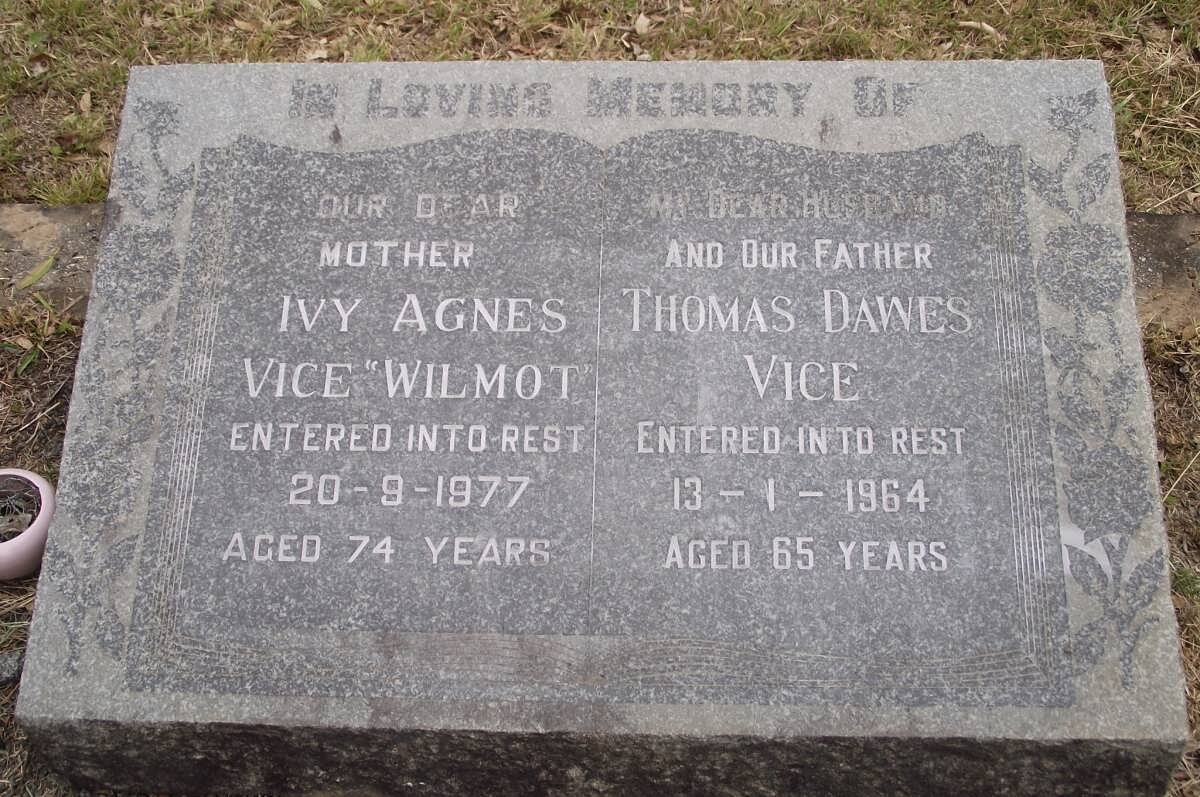 IN LOVING MEMORY OF
OUR DEAR
MOTHER
IVY AGNES
VICE "WILMOT"
ENTERED INTO REST
20-9-1977
AGED 74 YEARS
MY DEAR HUSBAND
AND OUR FATHER
THOMAS DAWES
VICE
ENTERED INTO REST
13-1-1964
AGED 65 YEARS